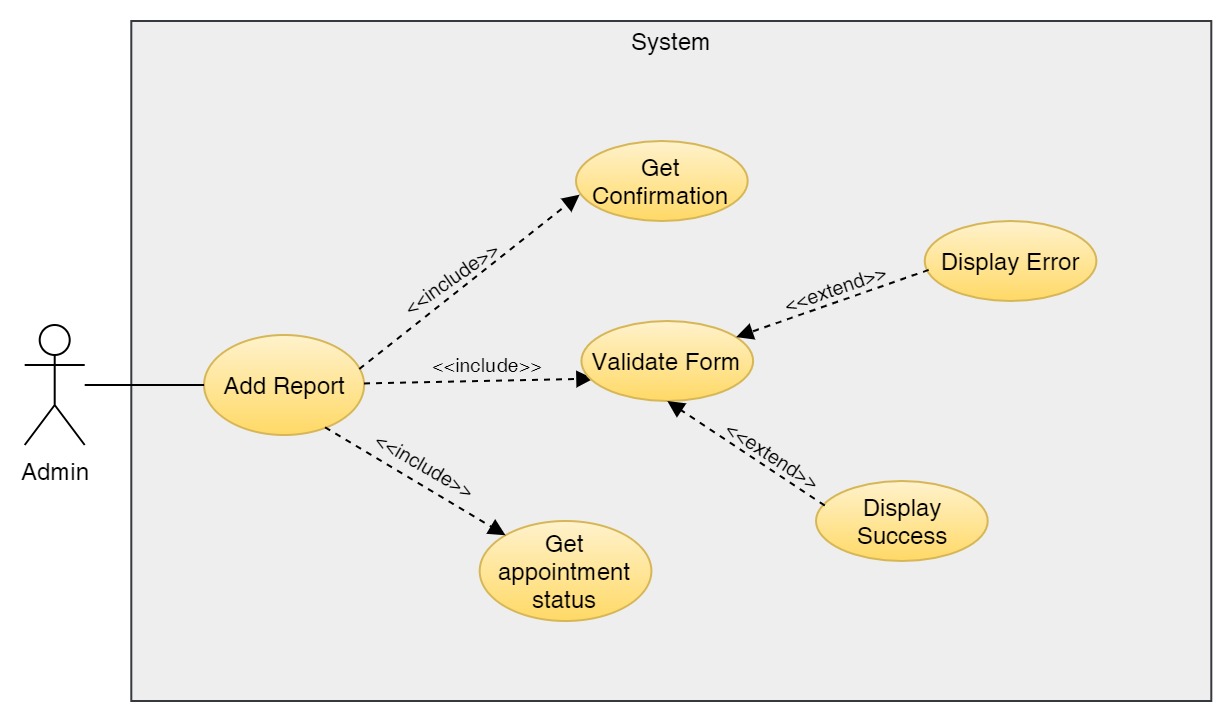 System
Get
Confirmation
<<include>>
Display Error
<<extend>>
Validate Form
<<include>>
Add Report
<<include>>
<<extend>>
Admin
Display
Success
Get
appointment
status